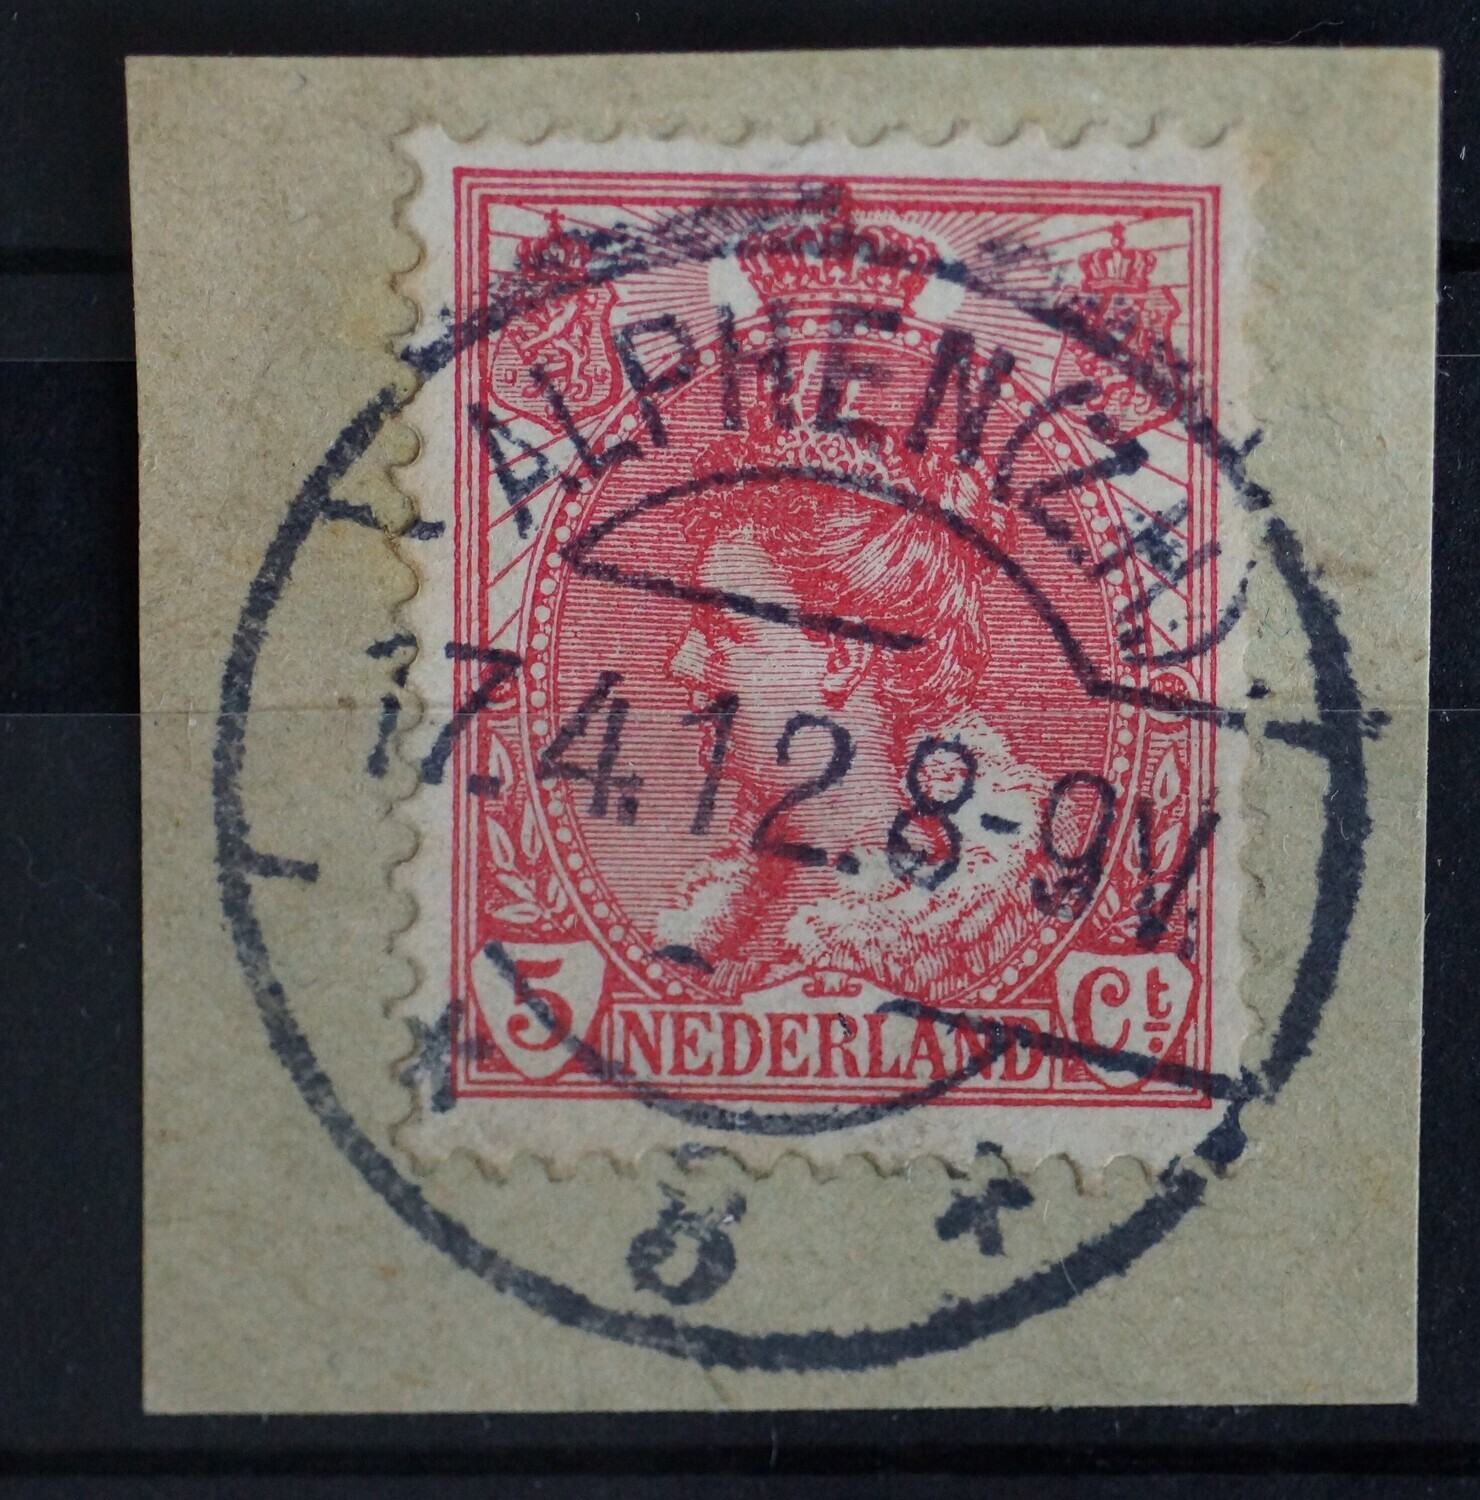 ALPHEN(Z.H.)
17.4.12.8-9V.
5 Ct.
NEDERLAND